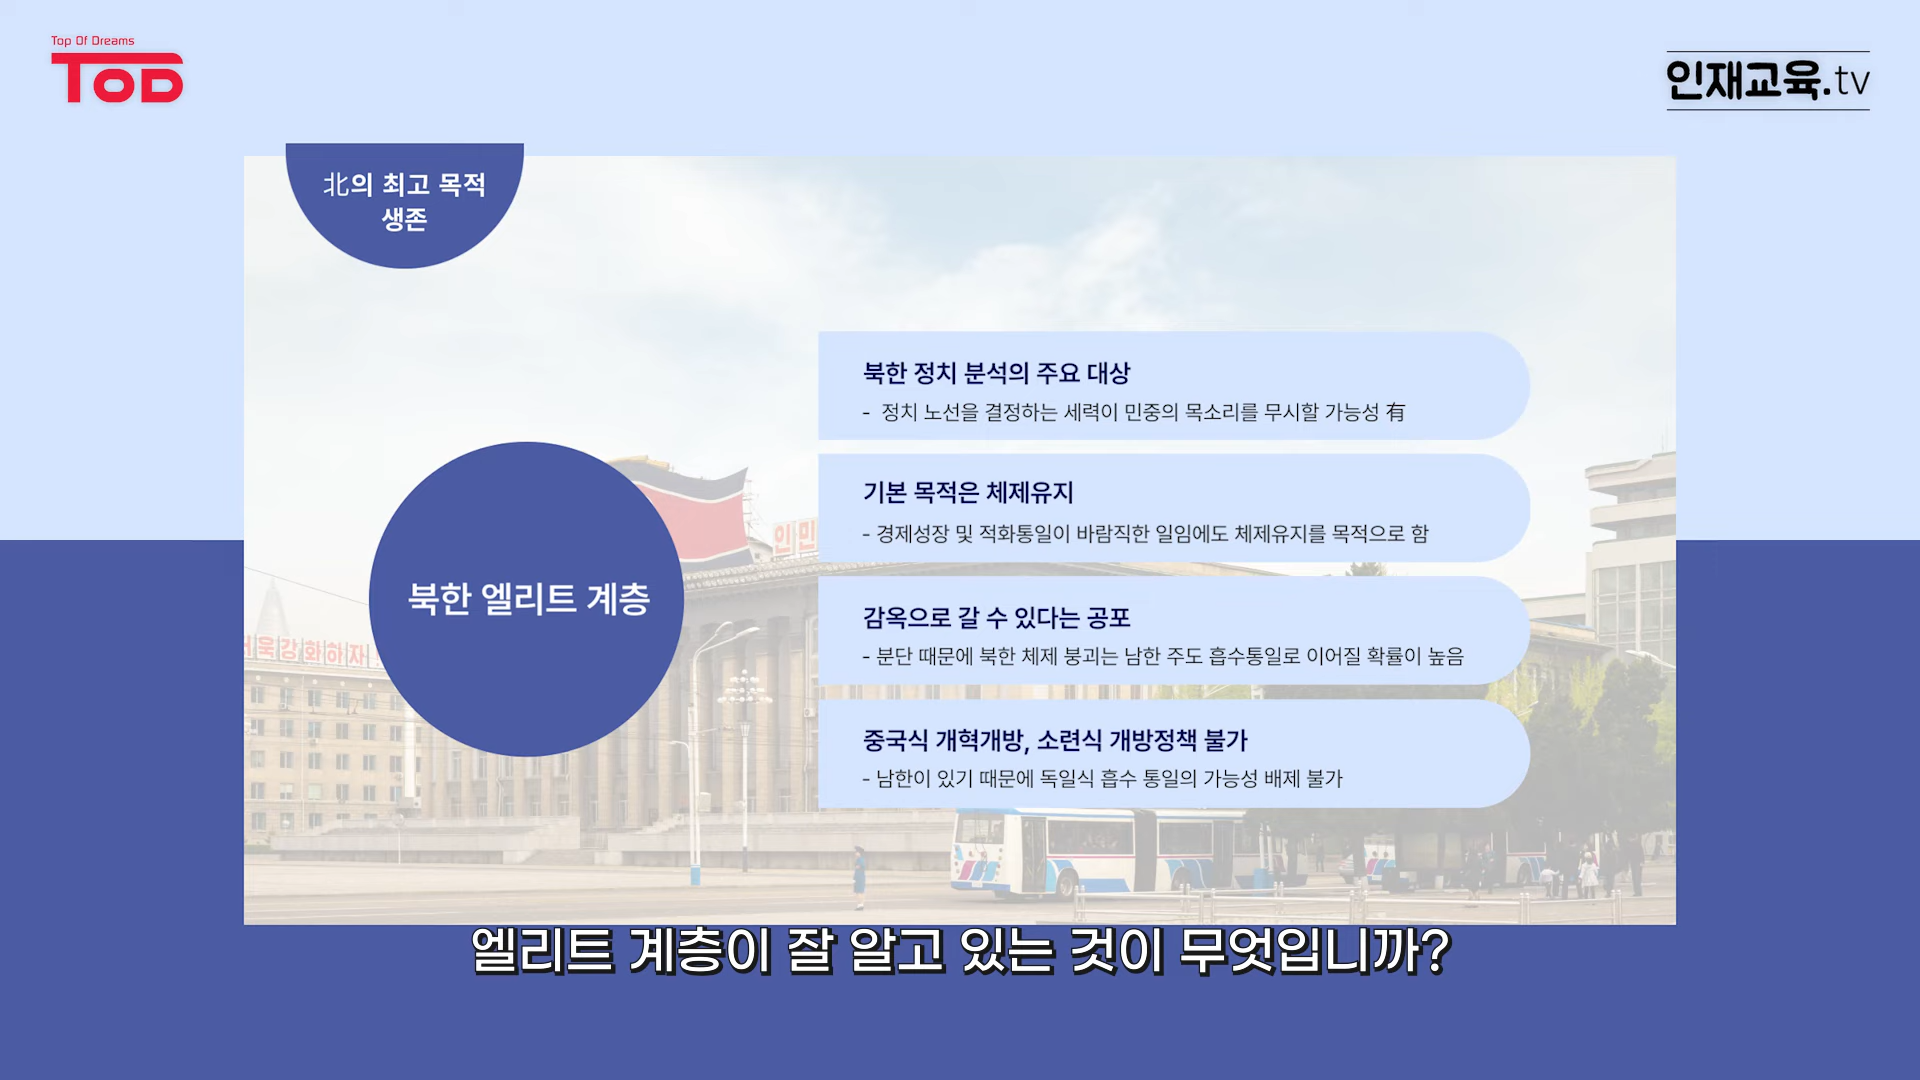 Top Of Dreams
TOD
인재교육.tv
北의 최고 목적
생존
북한 엘리트 계층
북한 정치 분석의 주요 대상
- 정치 노선을 결정하는 세력이 민중의 목소리를 무시할 가능성 有
기본 목적은 체제유지
- 경제성장 및 적화통일이 바람직한 일임에도 체제유지를 목적으로 함
감옥으로 갈 수 있다는 공포
- 분단 때문에 북한 체제 붕괴는 남한 주도 흡수통일로 이어질 확률이 높음
중국식 개혁개방, 소련식 개방정책 불가
- 남한이 있기 때문에 독일식 흡수 통일의 가능성 배제 불가
인민
욱강화하자
엘리트 계층이 잘 알고 있는 것이 무엇입니까?